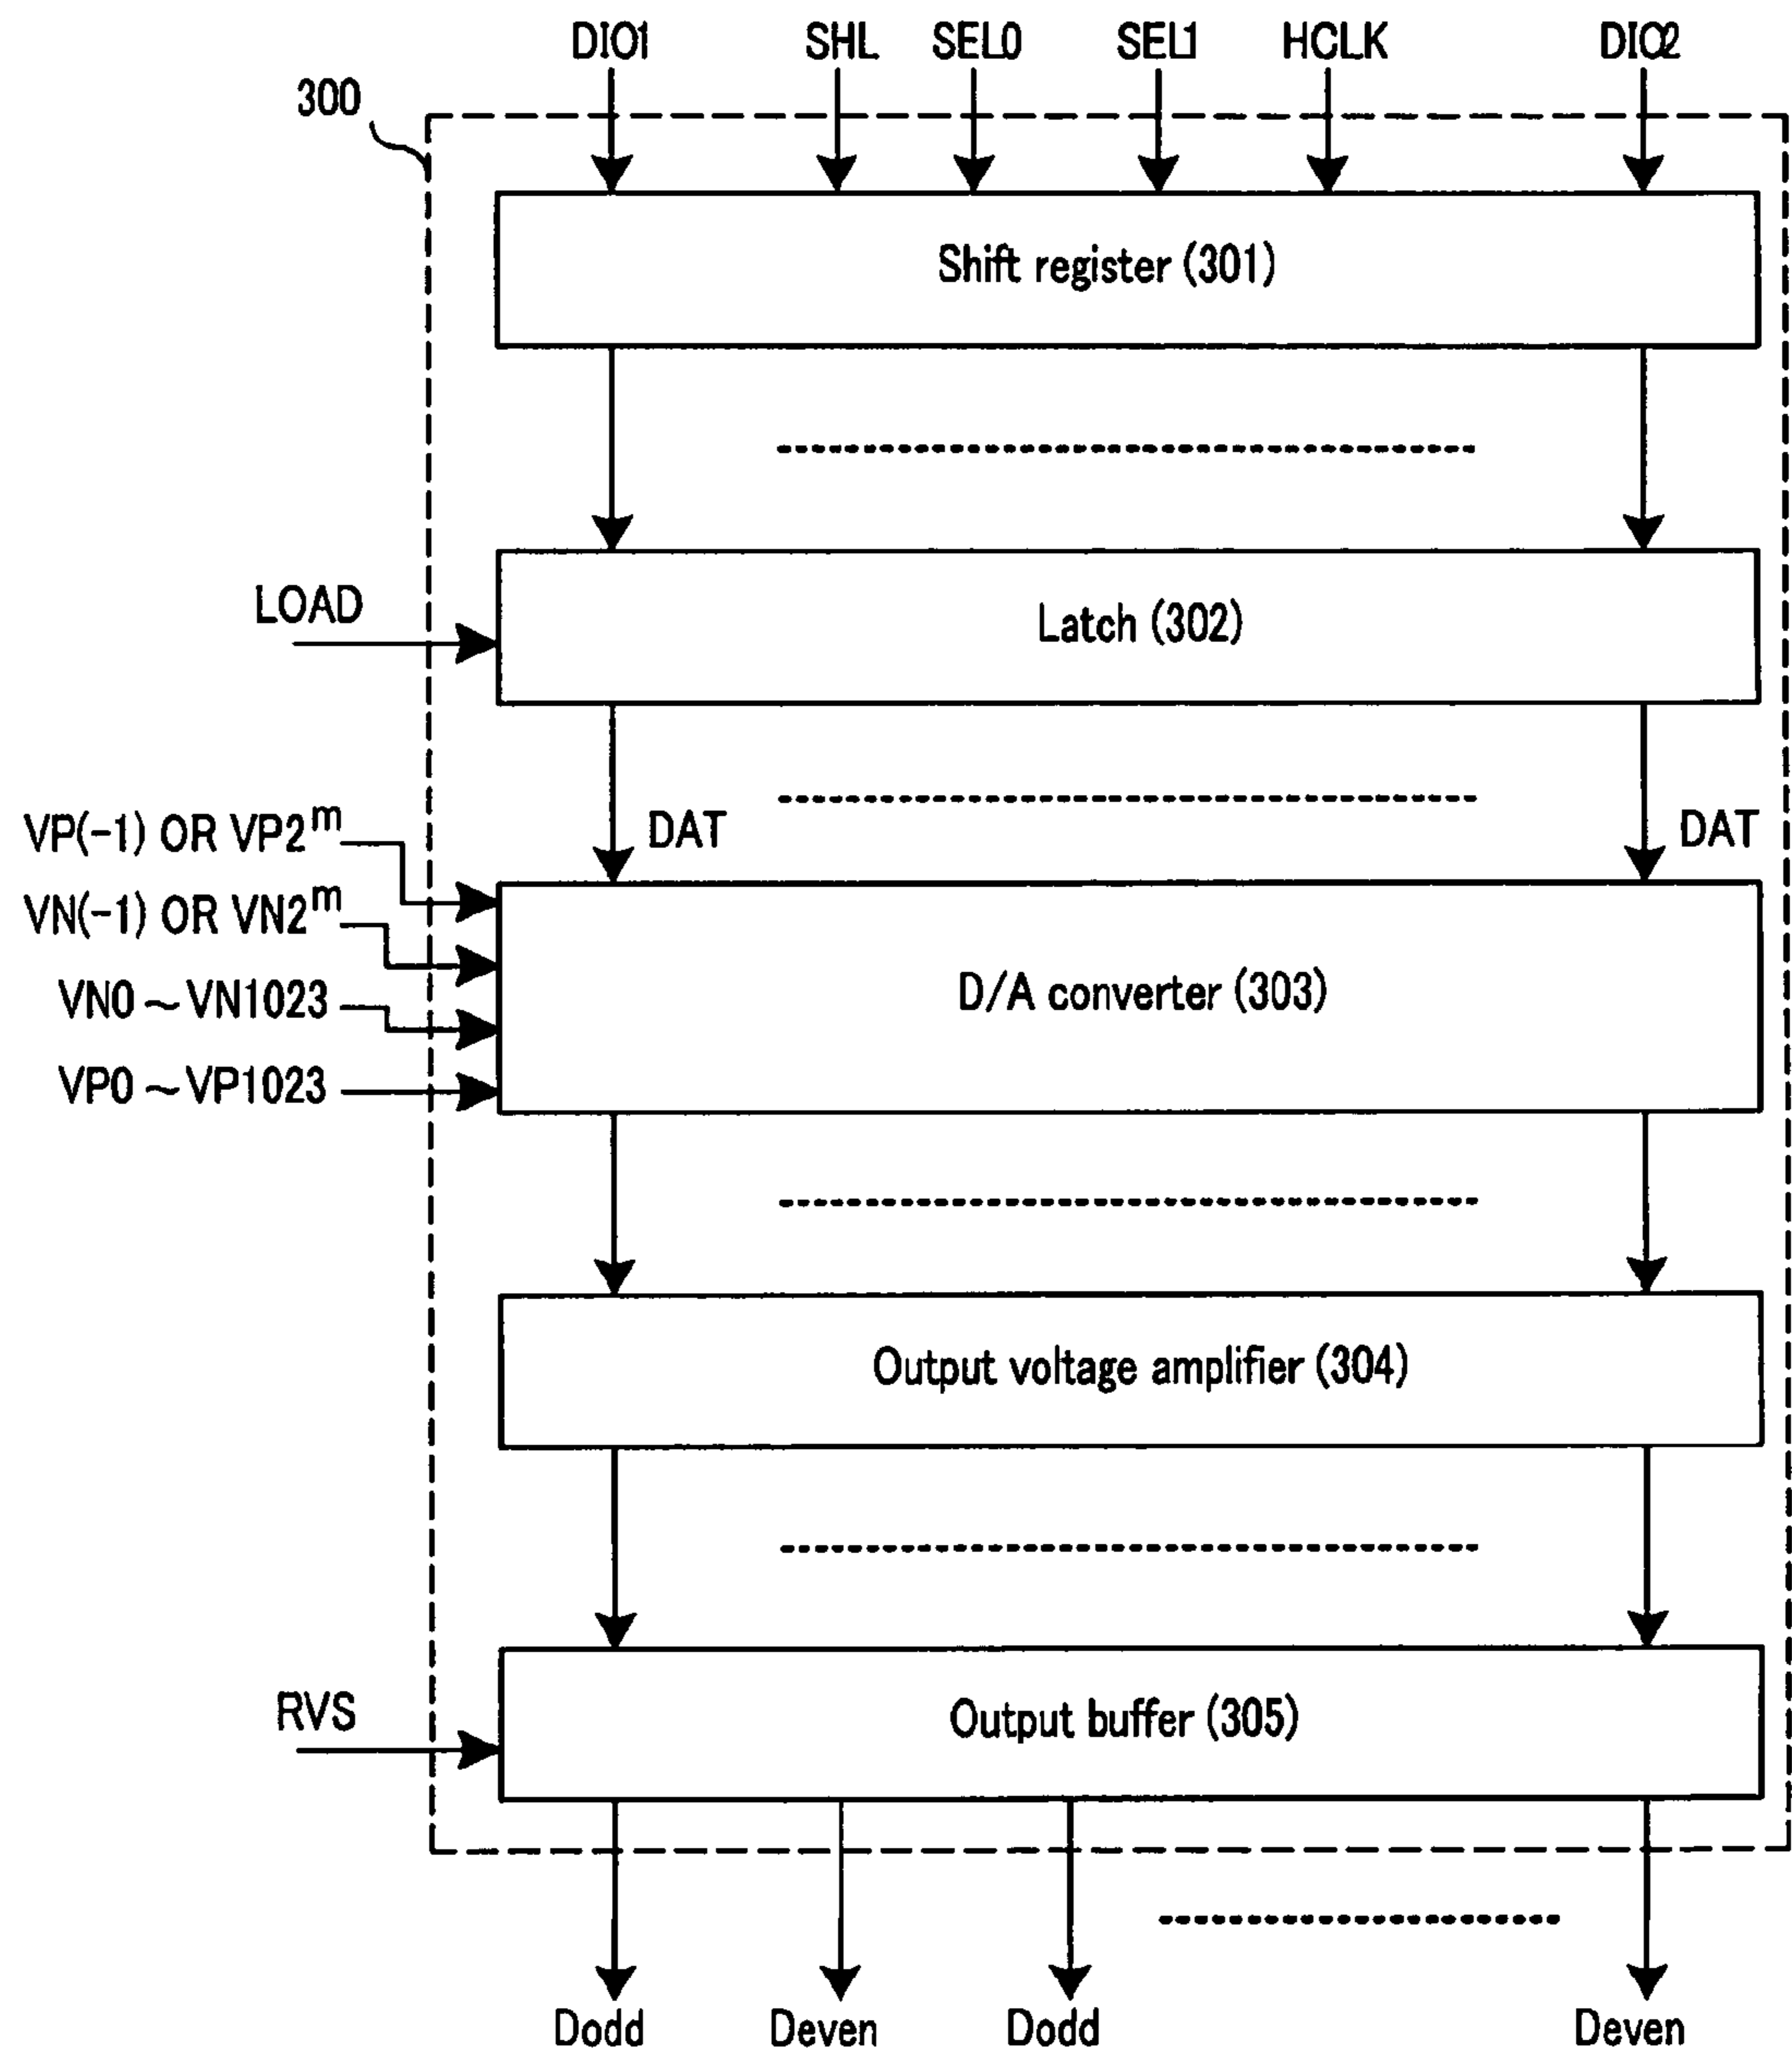 DIO1 SHL SEL0 SEL1 HCLK DIO2
300
Shift register (301)
LOAD
Latch (302)
VP(-1) OR VP2^m
DAT
DAT
VN(-1) OR VN2^m
VN0 ~ VN1023
D/A converter (303)
VP0 ~ VP1023
Output voltage amplifier (304)
RVS
Output buffer (305)
Dodd Deven Dodd Deven